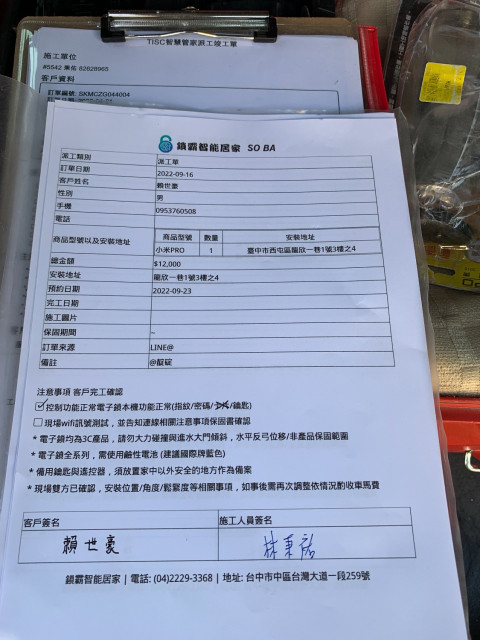 TISC智慧管家派工竣工單
施工單位
#5542 秉佑 82628965
客戶資料
訂單編號: SKMCZG044004
鎖霸智能居家 SO BA
派工類別 派工單
訂單日期 2022-09-16
客戶姓名 賴世豪
性別 男
手機 0953760508
電話
商品型號以及安裝地址 商品型號 數量 安裝地址
小米PRO 1 臺中市西屯區龍欣一巷1號3樓之4
總金額 $12,000
安裝地址 龍欣一巷1號3樓之4
預約日期 2022-09-23
完工日期
施工圖片
保固期間 –
訂單來源 LINE@
備註 @靛碇
注意事項 客戶完工確認
控制功能正常電子鎖本機功能正常(指紋/密碼/卡片/鑰匙)
現場wifi訊號測試，並告知連線相關注意事項保固書確認
* 電子鎖均為3C產品，請勿大力碰撞與進水大門傾斜，水平反弓位移/非產品保固範圍
* 電子鎖全系列，需使用鹼性電池 (建議國際牌藍色)
* 備用鑰匙與遙控器，須放置家中以外安全的地方作為備案
* 現場雙方已確認，安裝位置/角度/鬆緊度等相關事項，如事後需再次調整依情況酌收車馬費
客戶簽名 施工人員簽名
賴世豪 林秉佑
鎖霸智能居家 | 電話: (04)2229-3368 | 地址: 台中市中區台灣大道一段259號